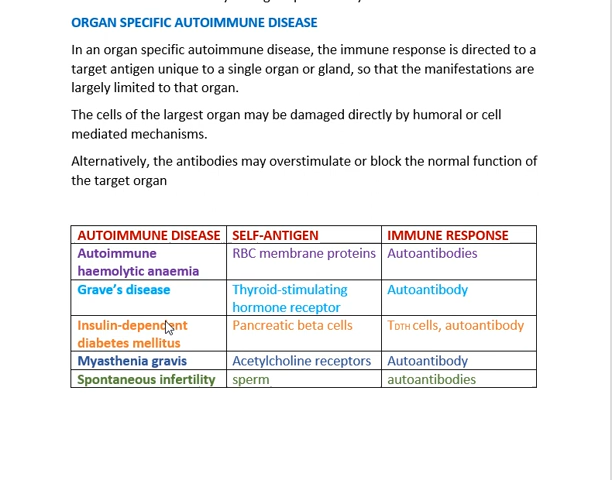 ORGAN SPECIFIC AUTOIMMUNE DISEASE
In an organ specific autoimmune disease, the immune response is directed to a
target antigen unique to a single organ or gland, so that the manifestations are
largely limited to that organ.
The cells of the largest organ may be damaged directly by humoral or cell
mediated mechanisms.
Alternatively, the antibodies may overstimulate or block the normal function of
the target organ
AUTOIMMUNE DISEASE SELF-ANTIGEN IMMUNE RESPONSE
Autoimmune RBC membrane proteins Autoantibodies
haemolytic anaemia
Grave's disease Thyroid-stimulating Autoantibody
hormone receptor
Insulin-dependent Pancreatic beta cells TDTH cells, autoantibody
diabetes mellitus
Myasthenia gravis Acetylcholine receptors Autoantibody
Spontaneous infertility sperm autoantibodies